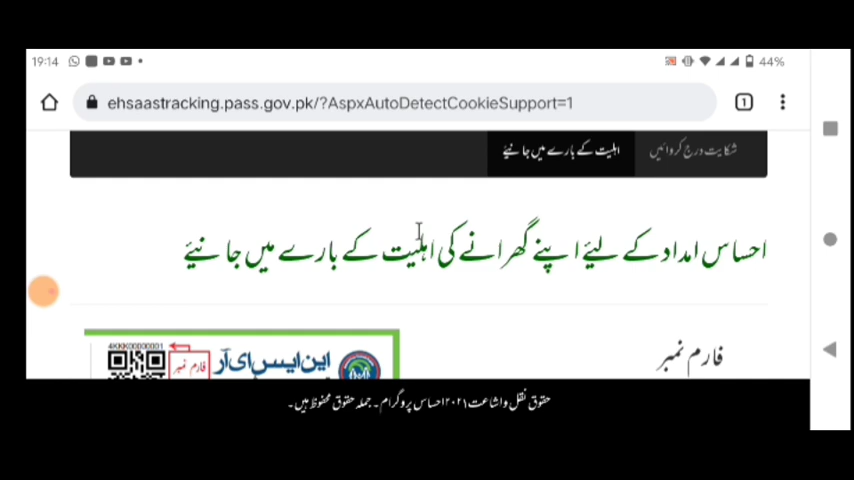 19:14
44%
ehsaastracking.pass.gov.pk/?AspxAutoDetectCookieSupport=1
1
شکایت درج کروائیں
اہلیت کے بارے میں جانیئے
احساس امداد کے لیئے اپنے گھرانے کی اہلیت کے بارے میں جانیئے
فارم نمبر
4KKK00000001
فارم نمبر
این ایس ای آر
حقوق نقل و اشاعت ۲۰۲۱ احساس پروگرام۔ جملہ حقوق محفوظ ہیں۔